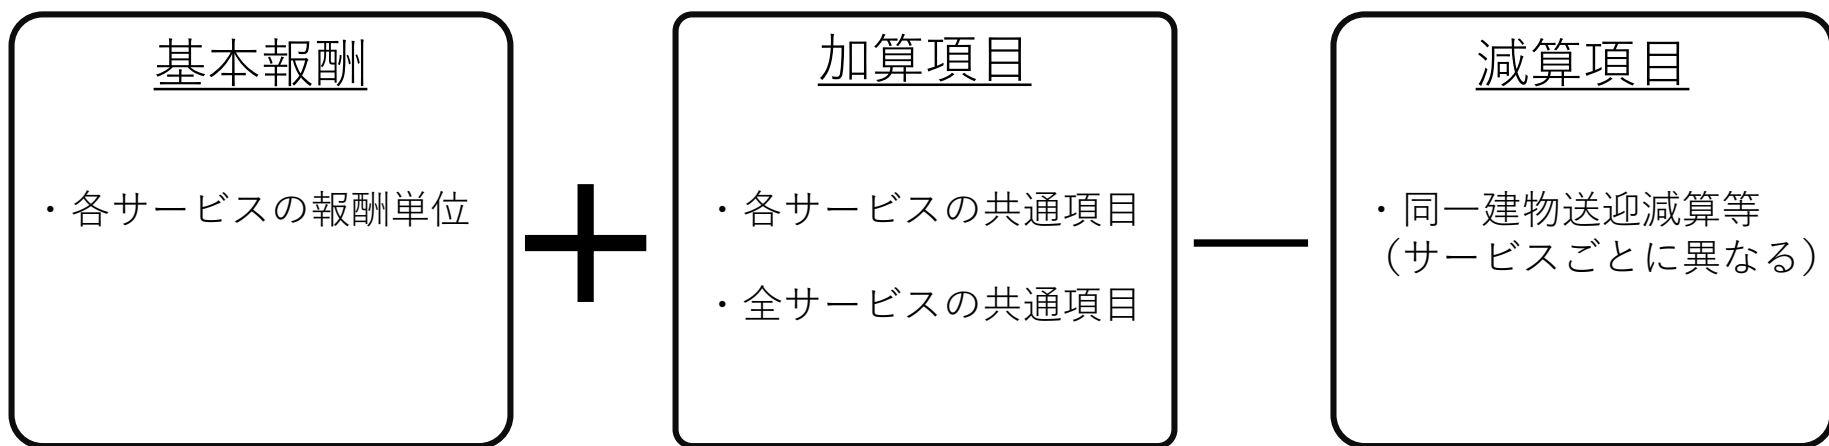 基本報酬
・各サービスの報酬単位
＋
加算項目
・各サービスの共通項目
・全サービスの共通項目
－
減算項目
・同一建物送迎減算等
（サービスごとに異なる）